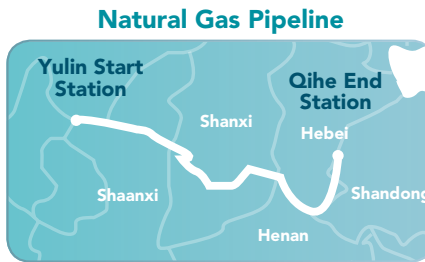 Natural Gas Pipeline
Yulin Start
Station
Qihe End
Station
Shanxi
Hebei
Shaanxi
Shandong
Henan